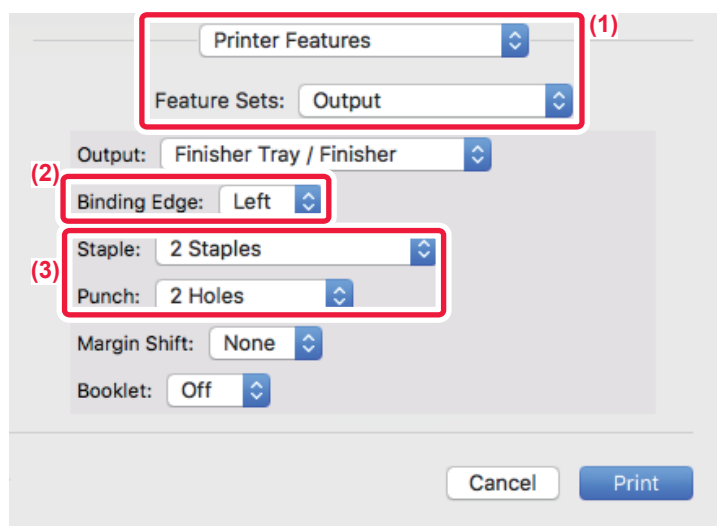 (1)
Printer Features
Feature Sets: Output
Output: Finisher Tray / Finisher
(2)
Binding Edge: Left
Staple: 2 Staples
(3)
Punch: 2 Holes
Margin Shift: None
Booklet: Off
Cancel Print